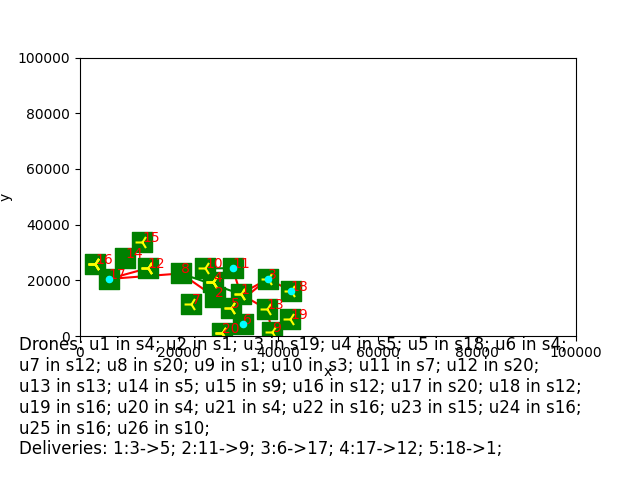 100000
80000
60000
40000
20000
0
y
0 20000 40000 60000 80000 100000
x
Drones: u1 in s4; u2 in s1; u3 in s19; u4 in s5; u5 in s18; u6 in s4;
u7 in s12; u8 in s20; u9 in s1; u10 in s3; u11 in s7; u12 in s20;
u13 in s13; u14 in s5; u15 in s9; u16 in s12; u17 in s20; u18 in s12;
u19 in s16; u20 in s4; u21 in s4; u22 in s16; u23 in s15; u24 in s16;
u25 in s16; u26 in s10;
Deliveries: 1:3->5; 2:11->9; 3:6->17; 4:17->12; 5:18->1;